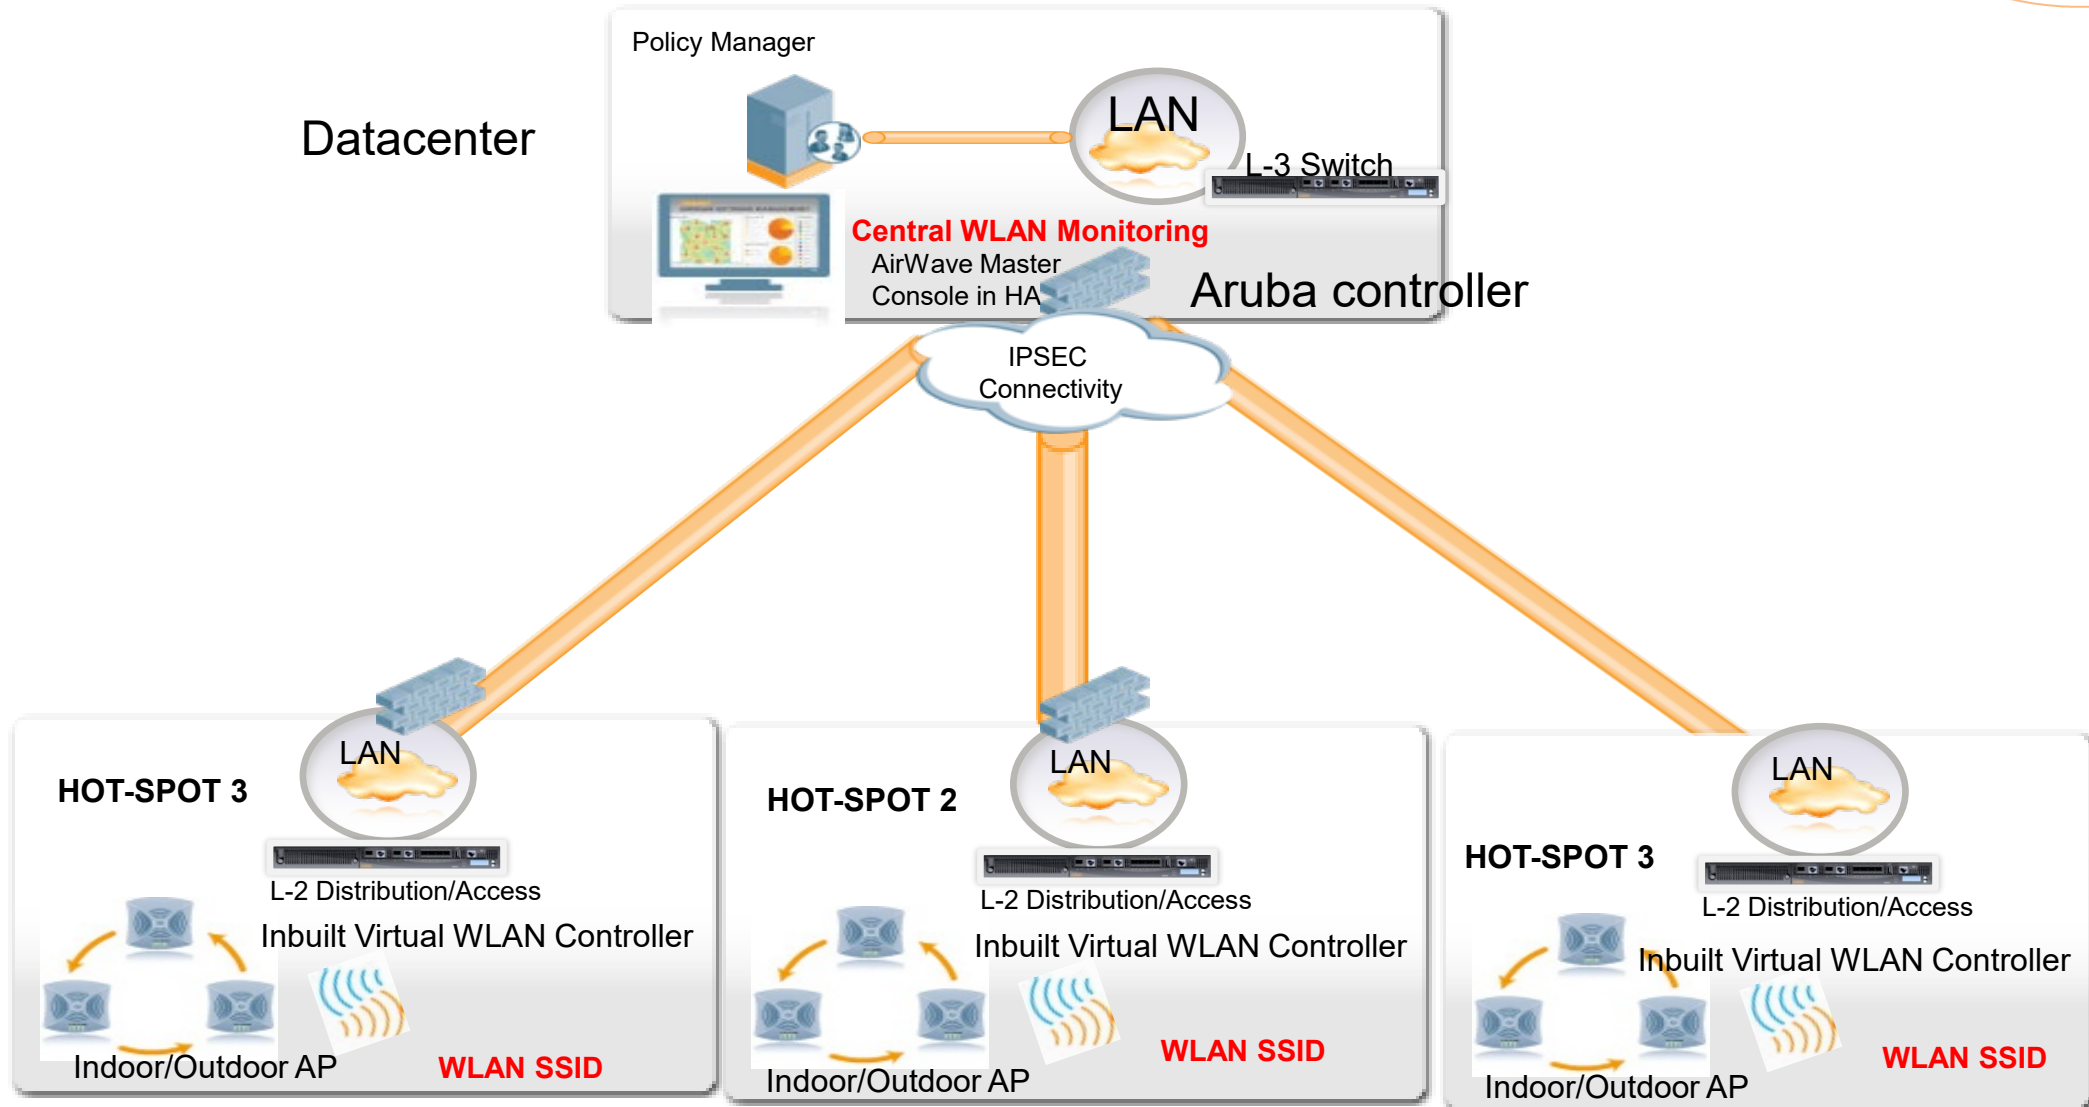 Policy Manager
Datacenter
LAN
L-3 Switch
Central WLAN Monitoring
AirWave Master
Console in HA
Aruba controller
IPSEC
Connectivity
LAN
HOT-SPOT 3
L-2 Distribution/Access
Inbuilt Virtual WLAN Controller
Indoor/Outdoor AP
WLAN SSID
LAN
HOT-SPOT 2
L-2 Distribution/Access
Inbuilt Virtual WLAN Controller
WLAN SSID
Indoor/Outdoor AP
LAN
HOT-SPOT 3
L-2 Distribution/Access
Inbuilt Virtual WLAN Controller
WLAN SSID
Indoor/Outdoor AP